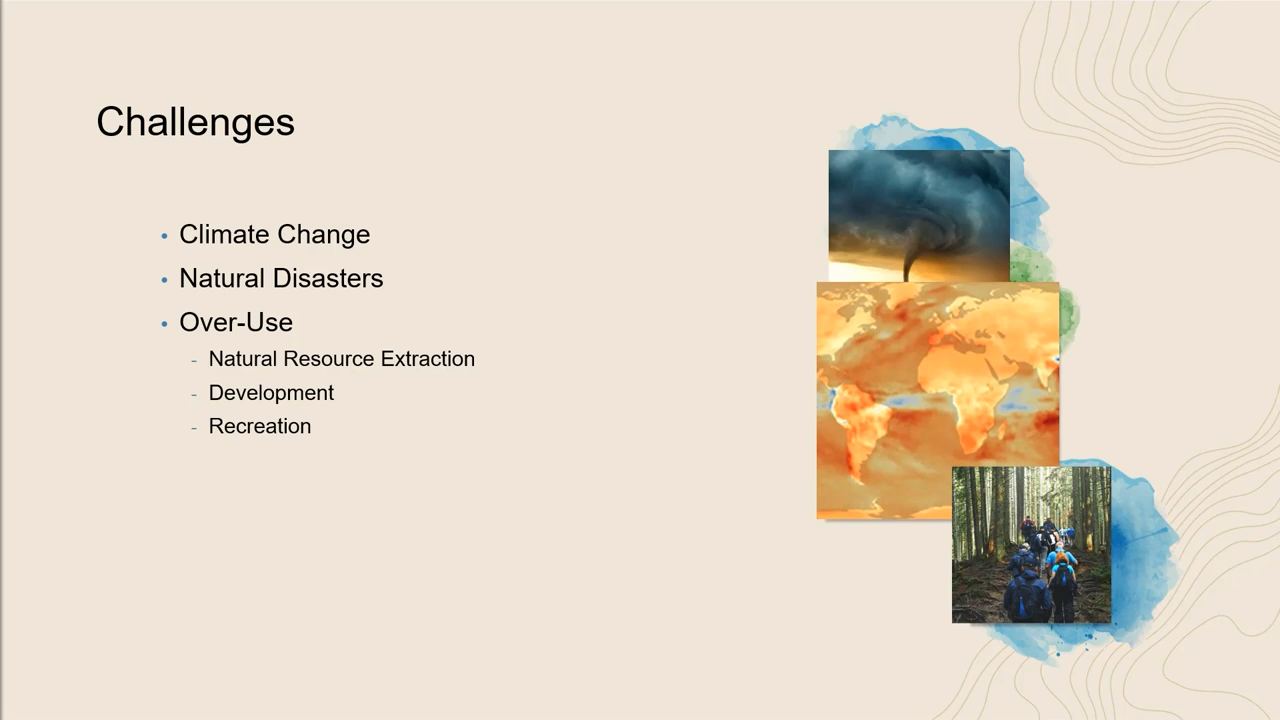 Challenges
• Climate Change
• Natural Disasters
• Over-Use
- Natural Resource Extraction
- Development
- Recreation